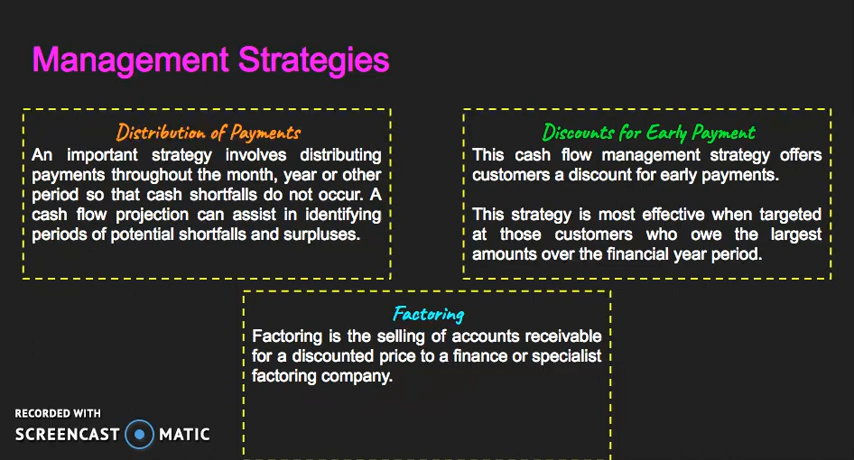 Management Strategies
Distribution of Payments
An important strategy involves distributing
payments throughout the month, year or other
period so that cash shortfalls do not occur. A
cash flow projection can assist in identifying
periods of potential shortfalls and surpluses.
Discounts for Early Payment
This cash flow management strategy offers
customers a discount for early payments.
This strategy is most effective when targeted
at those customers who owe the largest
amounts over the financial year period.
Factoring
Factoring is the selling of accounts receivable
for a discounted price to a finance or specialist
factoring company.
RECORDED WITH
SCREENCAST MATIC